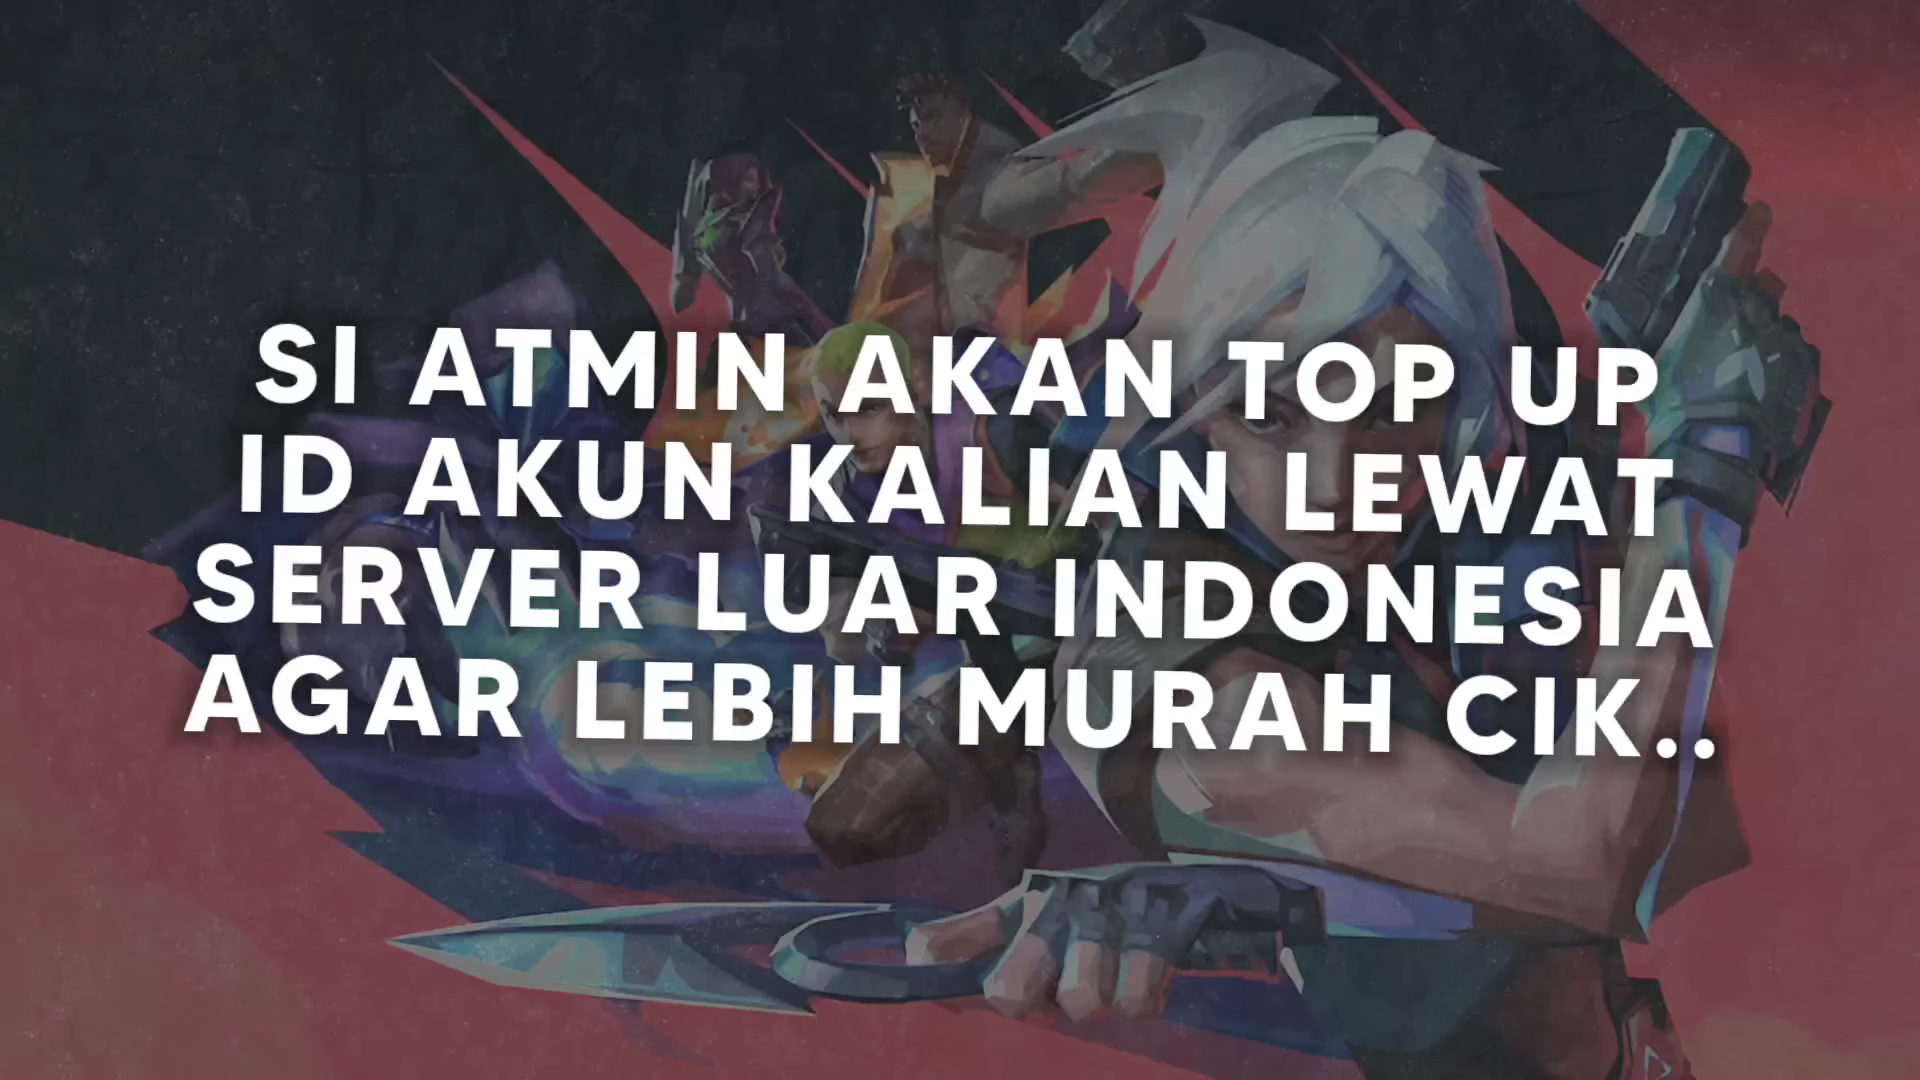 SI ATMIN AKAN TOP UP
ID AKUN KALIAN LEWAT
SERVER LUAR INDONESIA
AGAR LEBIH MURAH CIK..